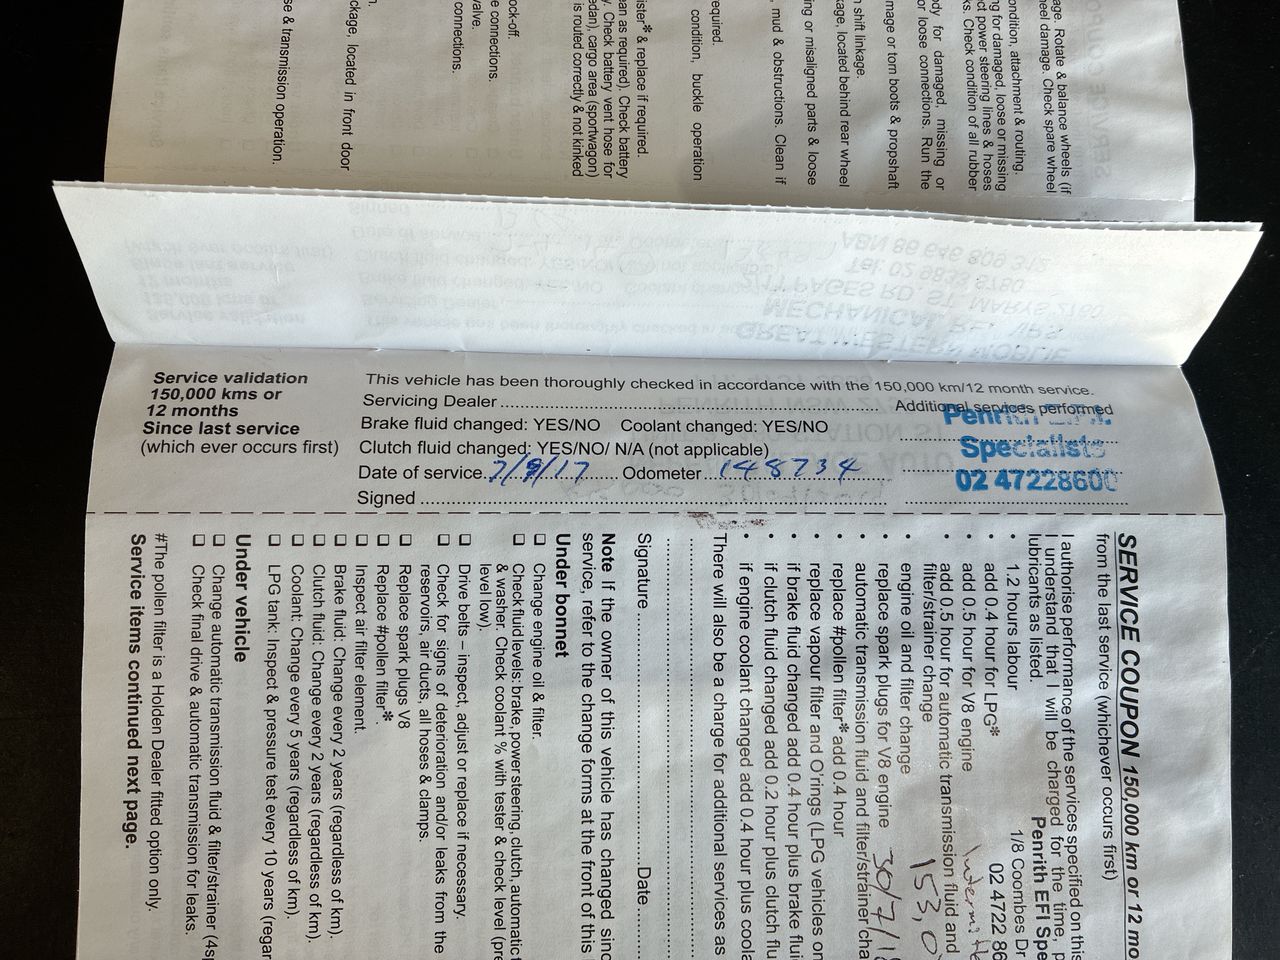 age. Rotate & balance wheels (if
eel damage. Check spare wheel
ondition, attachment & routing.
ng for damaged, loose or missing
ct power steering lines & hoses
s. Check condition of all rubber
dy for damaged, missing or
or loose connections. Run the
mage or torn boots & propshaft
n shift linkage.
kage, located behind rear wheel
ing or misaligned parts & loose
, mud & obstructions. Clean if
equired.
condition, buckle operation
ister* & replace if required.
an as required). Check battery
y. Check battery vent hose for
edan), cargo area (sportwagon)
is routed correctly & not kinked
ock-off.
e connections.
valve.
connections.
n.
ckage, located in front door
se & transmission operation.
Service validation
150,000 kms or
12 months
Since last service
(which ever occurs first)
This vehicle has been thoroughly checked in accordance with the 150,000 km/12 month service.
Servicing Dealer
Additional services performed
Brake fluid changed: YES/NO Coolant changed: YES/NO
Clutch fluid changed: YES/NO/ N/A (not applicable)
Date of service 7/9/17 Odometer 148734
Signed
Penrith
Specialists
02 47228600
SERVICE COUPON 150,000 km or 12 mo
from the last service (whichever occurs first)
I authorise performance of the services specified on this
I understand that I will be charged for the time, p
lubricants as listed.
Penrith EFI Spe
1/8 Coombes Dr
02 4722 86
• 1.2 hours labour
• add 0.4 hour for LPG*
• add 0.5 hour for V8 engine
• add 0.5 hour for automatic transmission fluid and
filter/strainer change
• engine oil and filter change
• replace spark plugs for V8 engine
30/7/1
153,0
• automatic transmission fluid and filter/strainer cha
• replace #pollen filter* add 0.4 hour
• replace vapour filter and O'rings (LPG vehicles on
• if brake fluid changed add 0.4 hour plus brake flui
• if clutch fluid changed add 0.2 hour plus clutch flu
• if engine coolant changed add 0.4 hour plus coola
There will also be a charge for additional services as
Signature Date
Note If the owner of this vehicle has changed sinc
service, refer to the change forms at the front of this
Under bonnet
❑ Change engine oil & filter.
❑ Check fluid levels: brake, power steering, clutch, automatic t
& washer. Check coolant % with tester & check level (pre
level low).
❑ Drive belts – inspect, adjust or replace if necessary.
❑ Check for signs of deterioration and/or leaks from the
reservoirs, air ducts, all hoses & clamps.
❑ Replace spark plugs V8
❑ Replace #pollen filter*.
❑ Inspect air filter element.
❑ Brake fluid: Change every 2 years (regardless of km).
❑ Clutch fluid: Change every 2 years (regardless of km).
❑ Coolant: Change every 5 years (regardless of km).
❑ LPG tank: Inspect & pressure test every 10 years (regar
Under vehicle
❑ Change automatic transmission fluid & filter/strainer (4sp
❑ Check final drive & automatic transmission for leaks.
#The pollen filter is a Holden Dealer fitted option only.
Service items continued next page.